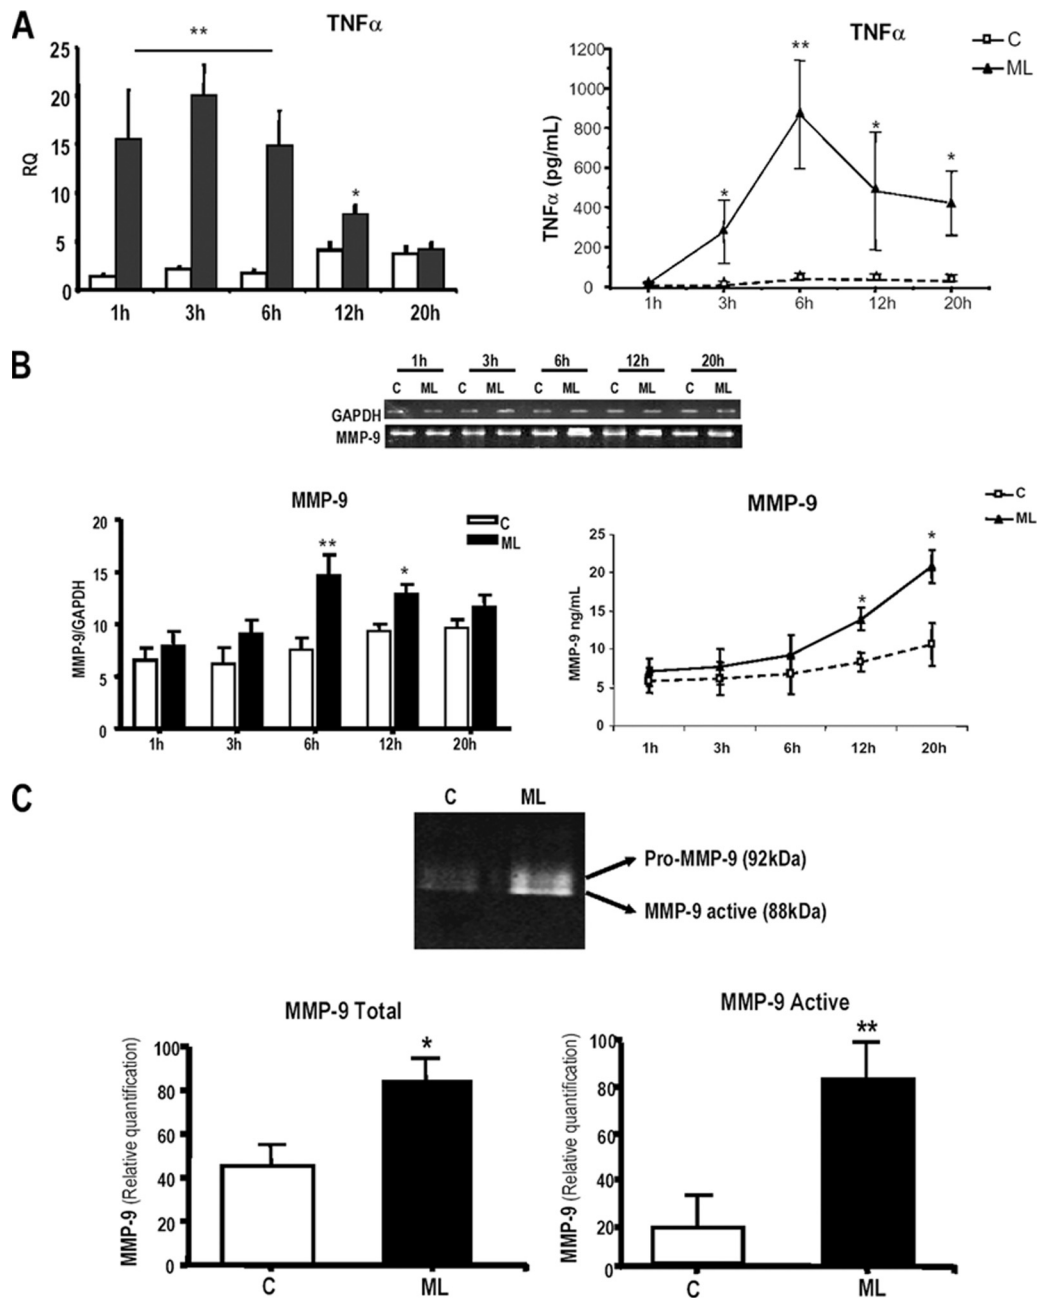 A
TNFα
**
RQ
25
20
15
10
5
0
*
1h 3h 6h 12h 20h
TNFα
C
ML
TNFα (pg/mL)
1200
1000
800
600
400
200
0
*
**
*
*
1h 3h 6h 12h 20h
B
1h 3h 6h 12h 20h
C ML C ML C ML C ML C ML
GAPDH
MMP-9
MMP-9
C
ML
MMP-9/GAPDH
20
15
10
5
0
**
*
1h 3h 6h 12h 20h
MMP-9
C
ML
MMP-9 ng/mL
25
20
15
10
5
0
*
*
1h 3h 6h 12h 20h
C
C ML
Pro-MMP-9 (92kDa)
MMP-9 active (88kDa)
MMP-9 Total
MMP-9 (Relative quantification)
100
80
60
40
20
0
*
C ML
MMP-9 Active
MMP-9 (Relative quantification)
100
80
60
40
20
0
**
C ML